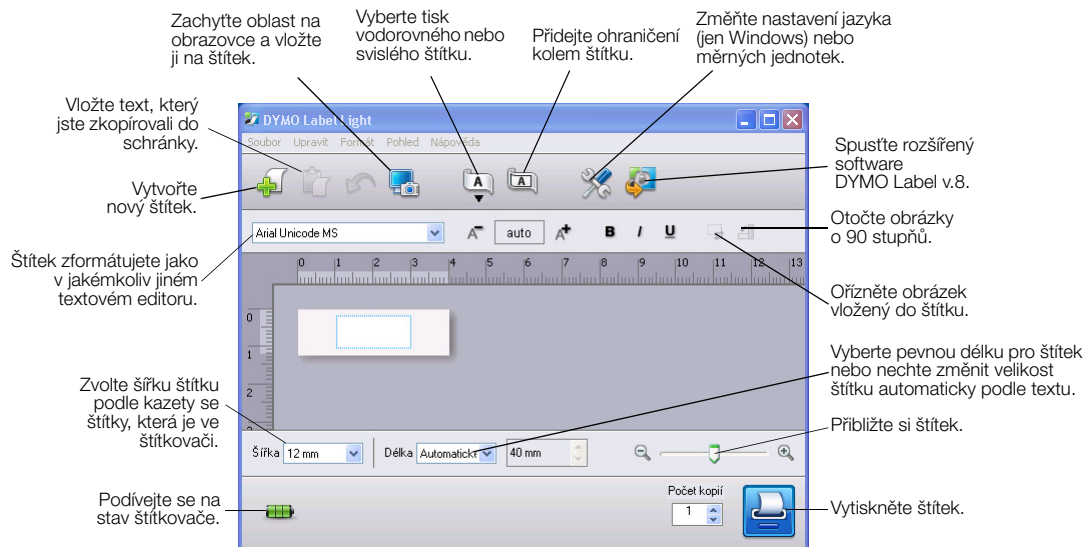 Zachyťte oblast na
obrazovce a vložte
ji na štítek.
Vyberte tisk
vodorovného nebo
svislého štítku.
Přidejte ohraničení
kolem štítku.
Změňte nastavení jazyka
(jen Windows) nebo
měrných jednotek.
Vložte text, který
jste zkopírovali do
schránky.
Vytvořte
nový štítek.
Štítek zformátujete jako
v jakémkoliv jiném
textovém editoru.
Zvolte šířku štítku
podle kazety se
štítky, která je ve
štítkovači.
Podívejte se na
stav štítkovače.
DYMO Label Light
Soubor Upravit Formát Pohled Nápověda
A A
Arial Unicode MS A- auto A+ B I U
0 1 2 3 4 5 6 7 8 9 10 11 12 13
0
1
2
Šířka 12 mm Délka 40 mm
Počet kopií
1
Spusťte rozšířený
software
DYMO Label v.8.
Otočte obrázky
o 90 stupňů.
Ořízněte obrázek
vložený do štítku.
Vyberte pevnou délku pro štítek
nebo nechte změnit velikost
štítku automaticky podle textu.
Přibližte si štítek.
Vytiskněte štítek.